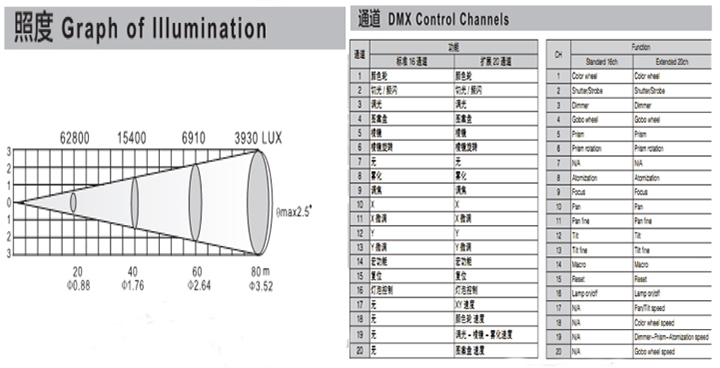 照度 Graph of Illumination
62800 15400 6910 3930 LUX
3
2
1
0
1
2
3
θmax2.5°
20 40 60 80 m
Φ0.88 Φ1.76 Φ2.64 Φ3.52
通道 DMX Control Channels
通道 功能
标准 16 通道 扩展 20 通道
1 颜色轮 颜色轮
2 切光 / 频闪 切光 / 频闪
3 调光 调光
4 图案盘 图案盘
5 棱镜 棱镜
6 棱镜旋转 棱镜旋转
7 无 无
8 雾化 雾化
9 调焦 调焦
10 X X
11 X 微调 X 微调
12 Y Y
13 Y 微调 Y 微调
14 宏功能 宏功能
15 复位 复位
16 灯泡控制 灯泡控制
17 无 XY 速度
18 无 颜色轮 速度
19 无 调光 - 棱镜 - 雾化速度
20 无 图案盘 速度
CH Function
Standard 16ch Extended 20ch
1 Color wheel Color wheel
2 Shutter/Strobe Shutter/Strobe
3 Dimmer Dimmer
4 Gobo wheel Gobo wheel
5 Prism Prism
6 Prism rotation Prism rotation
7 N/A N/A
8 Atomization Atomization
9 Focus Focus
10 Pan Pan
11 Pan fine Pan fine
12 Tilt Tilt
13 Tilt fine Tilt fine
14 Macro Macro
15 Reset Reset
16 Lamp on/off Lamp on/off
17 N/A Pan/Tilt speed
18 N/A Color wheel speed
19 N/A Dimmer-Prism-Atomization speed
20 N/A Gobo wheel speed